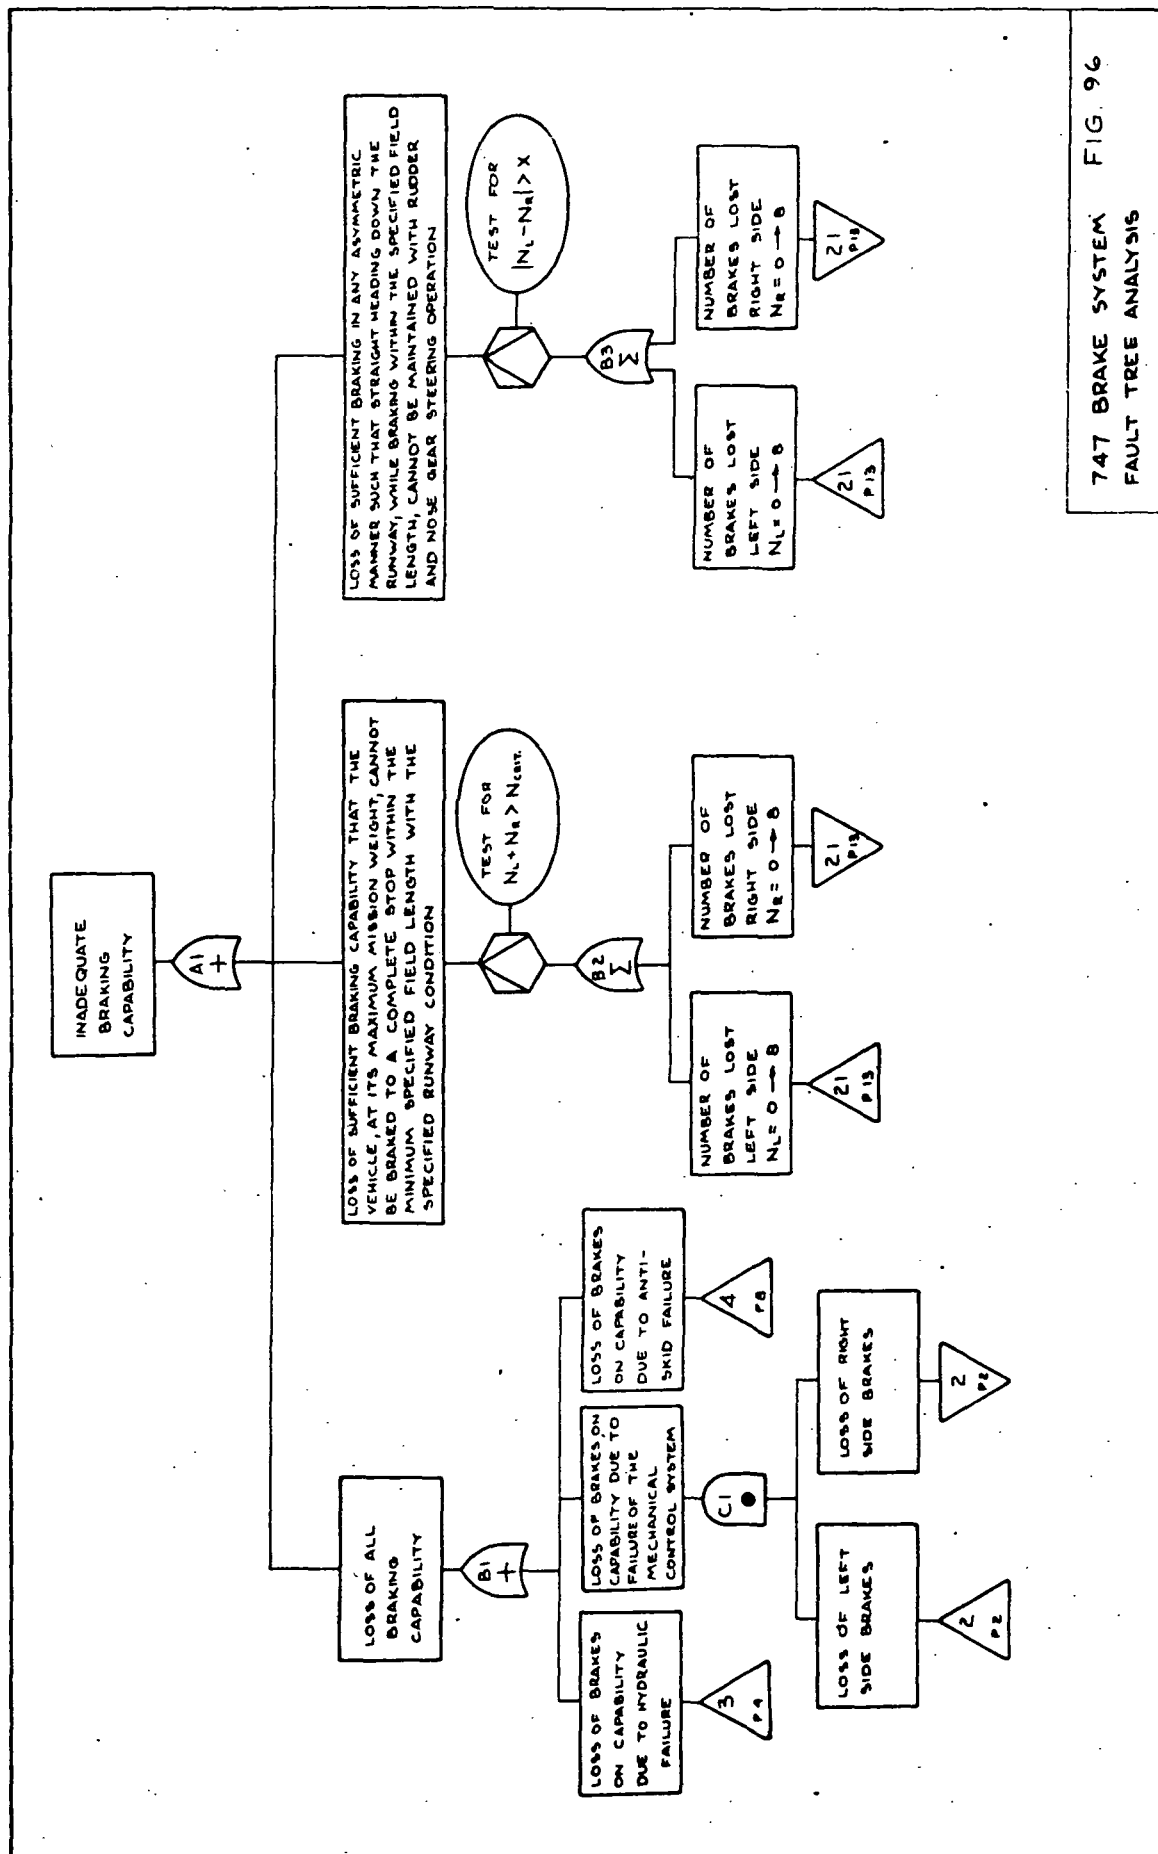 INADEQUATE
BRAKING
CAPABILITY
A1
+
LOSS OF ALL
BRAKING
CAPABILITY
B1
+
LOSS OF BRAKES
ON CAPABILITY
DUE TO HYDRAULIC
FAILURE
3
P4
LOSS OF BRAKES ON
CAPABILITY DUE TO
FAILURE OF THE
MECHANICAL
CONTROL SYSTEM
C1
LOSS OF LEFT
SIDE BRAKES
2
P2
LOSS OF RIGHT
SIDE BRAKES
2
P2
LOSS OF BRAKES
ON CAPABILITY
DUE TO ANTI-
SKID FAILURE
4
P8
LOSS OF SUFFICIENT BRAKING CAPABILITY THAT THE
VEHICLE, AT ITS MAXIMUM MISSION WEIGHT, CANNOT
BE BRAKED TO A COMPLETE STOP WITHIN THE
MINIMUM SPECIFIED FIELD LENGTH WITH THE
SPECIFIED RUNWAY CONDITION
TEST FOR
NL+NR > NCRIT.
B2
Σ
NUMBER OF
BRAKES LOST
LEFT SIDE
NL = 0 → 8
21
P13
NUMBER OF
BRAKES LOST
RIGHT SIDE
NR = 0 → 8
21
P13
LOSS OF SUFFICIENT BRAKING IN ANY ASYMMETRIC
MANNER SUCH THAT STRAIGHT HEADING DOWN THE
RUNWAY, WHILE BRAKING WITHIN THE SPECIFIED FIELD
LENGTH, CANNOT BE MAINTAINED WITH RUDDER
AND NOSE GEAR STEERING OPERATION
TEST FOR
|NL-NR| > X
B3
Σ
NUMBER OF
BRAKES LOST
LEFT SIDE
NL = 0 → 8
21
P13
NUMBER OF
BRAKES LOST
RIGHT SIDE
NR = 0 → 8
21
P13
747 BRAKE SYSTEM FIG. 96
FAULT TREE ANALYSIS